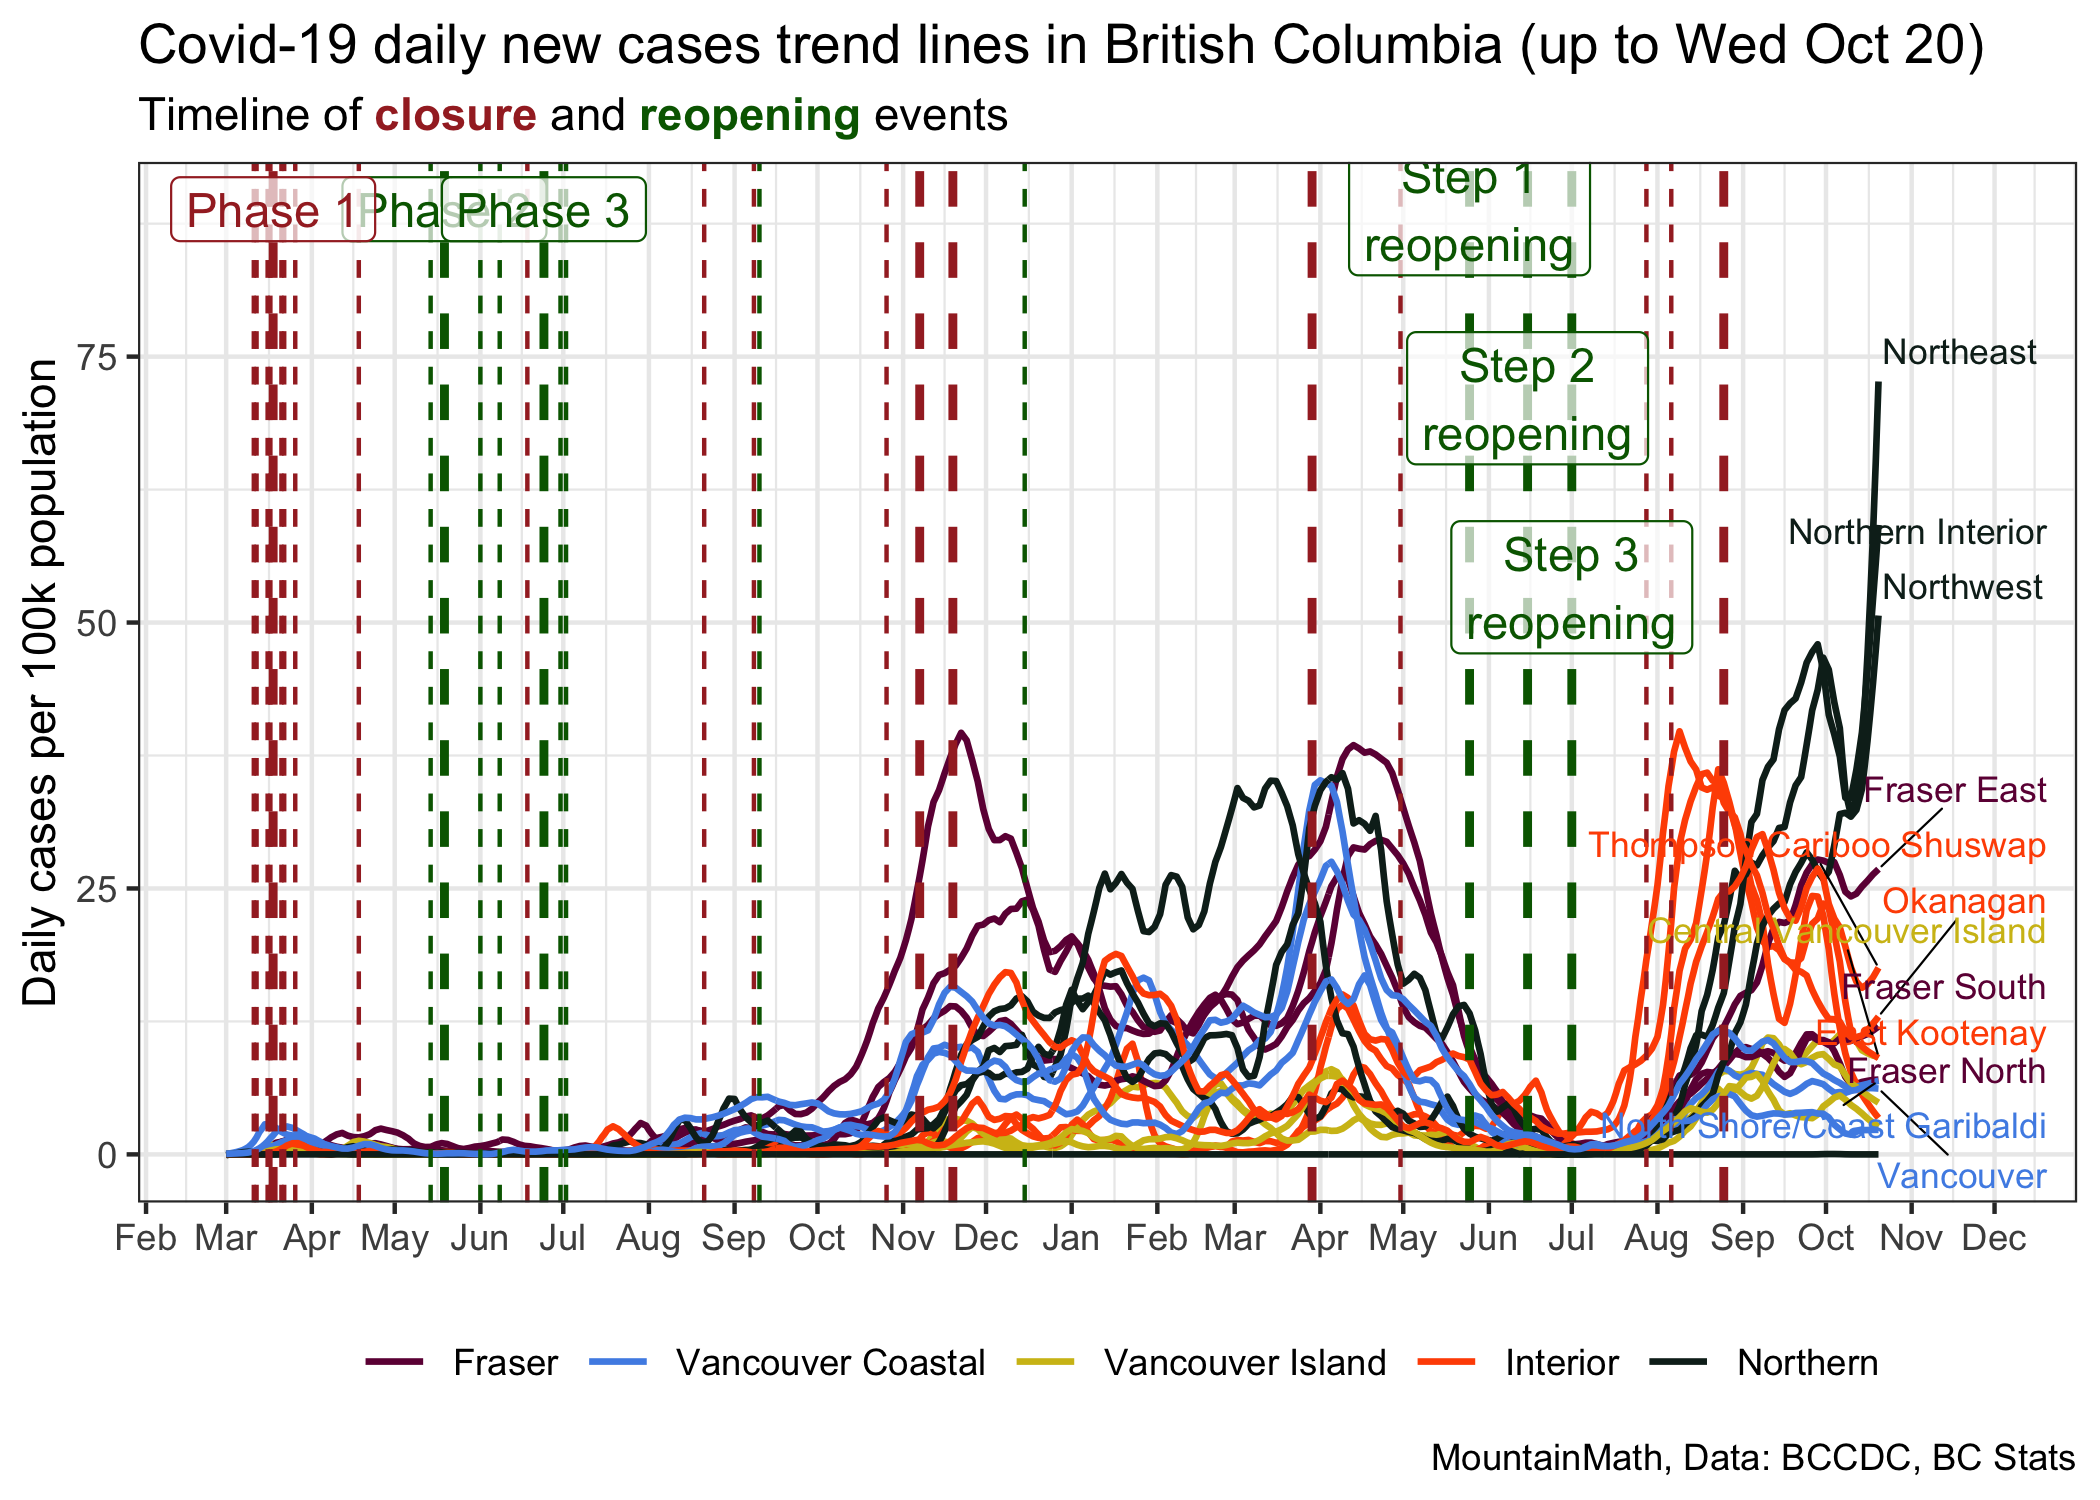 Covid-19 daily new cases trend lines in British Columbia (up to Wed Oct 20)
Timeline of closure and reopening events
Daily cases per 100k population
75
50
25
0
Phase 1
Phase 2
Phase 3
Step 1
reopening
Step 2
reopening
Step 3
reopening
Northeast
Northern Interior
Northwest
Fraser East
Thompson Cariboo Shuswap
Okanagan
Central Vancouver Island
Fraser South
East Kootenay
Fraser North
North Shore/Coast Garibaldi
Vancouver
Feb Mar Apr May Jun Jul Aug Sep Oct Nov Dec Jan Feb Mar Apr May Jun Jul Aug Sep Oct Nov Dec
Fraser Vancouver Coastal Vancouver Island Interior Northern
MountainMath, Data: BCCDC, BC Stats